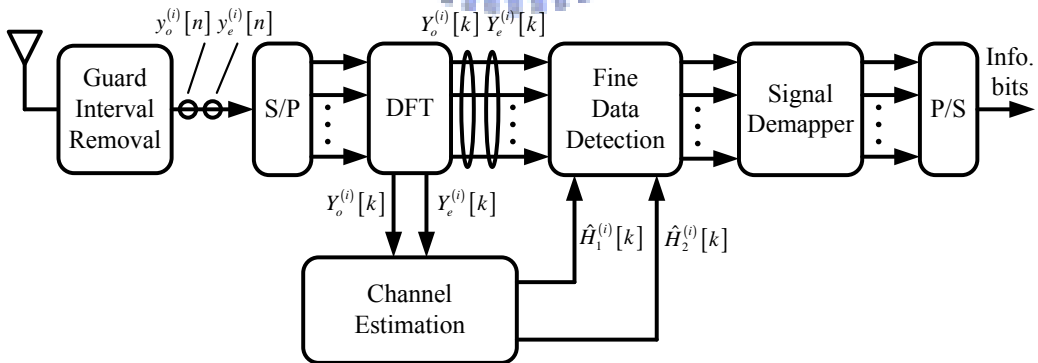 y_o^{(i)}[n] y_e^{(i)}[n]
Y_o^{(i)}[k] Y_e^{(i)}[k]
Guard
Interval
Removal
S/P
DFT
Fine
Data
Detection
Signal
Demapper
P/S
Info.
bits
Y_o^{(i)}[k]
Y_e^{(i)}[k]
Ĥ_1^{(i)}[k]
Ĥ_2^{(i)}[k]
Channel
Estimation